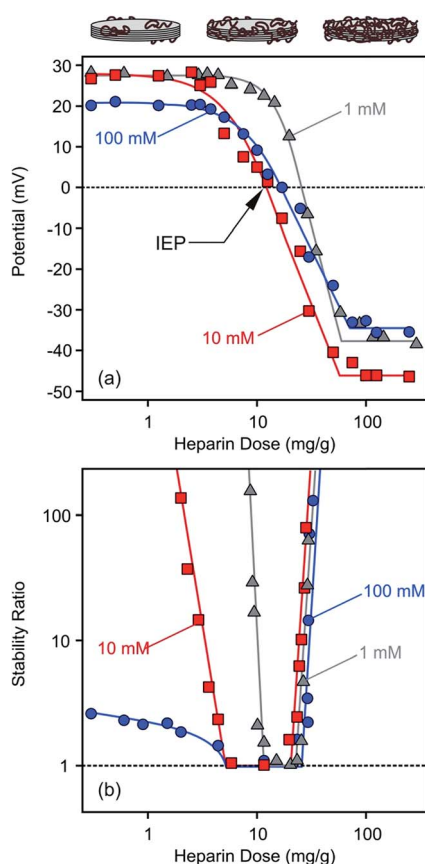 30
20
10
0
-10
-20
-30
-40
-50
Potential (mV)
100 mM
1 mM
IEP
10 mM
(a)
1
10
100
Heparin Dose (mg/g)
100
10
1
Stability Ratio
10 mM
100 mM
1 mM
(b)
1
10
100
Heparin Dose (mg/g)